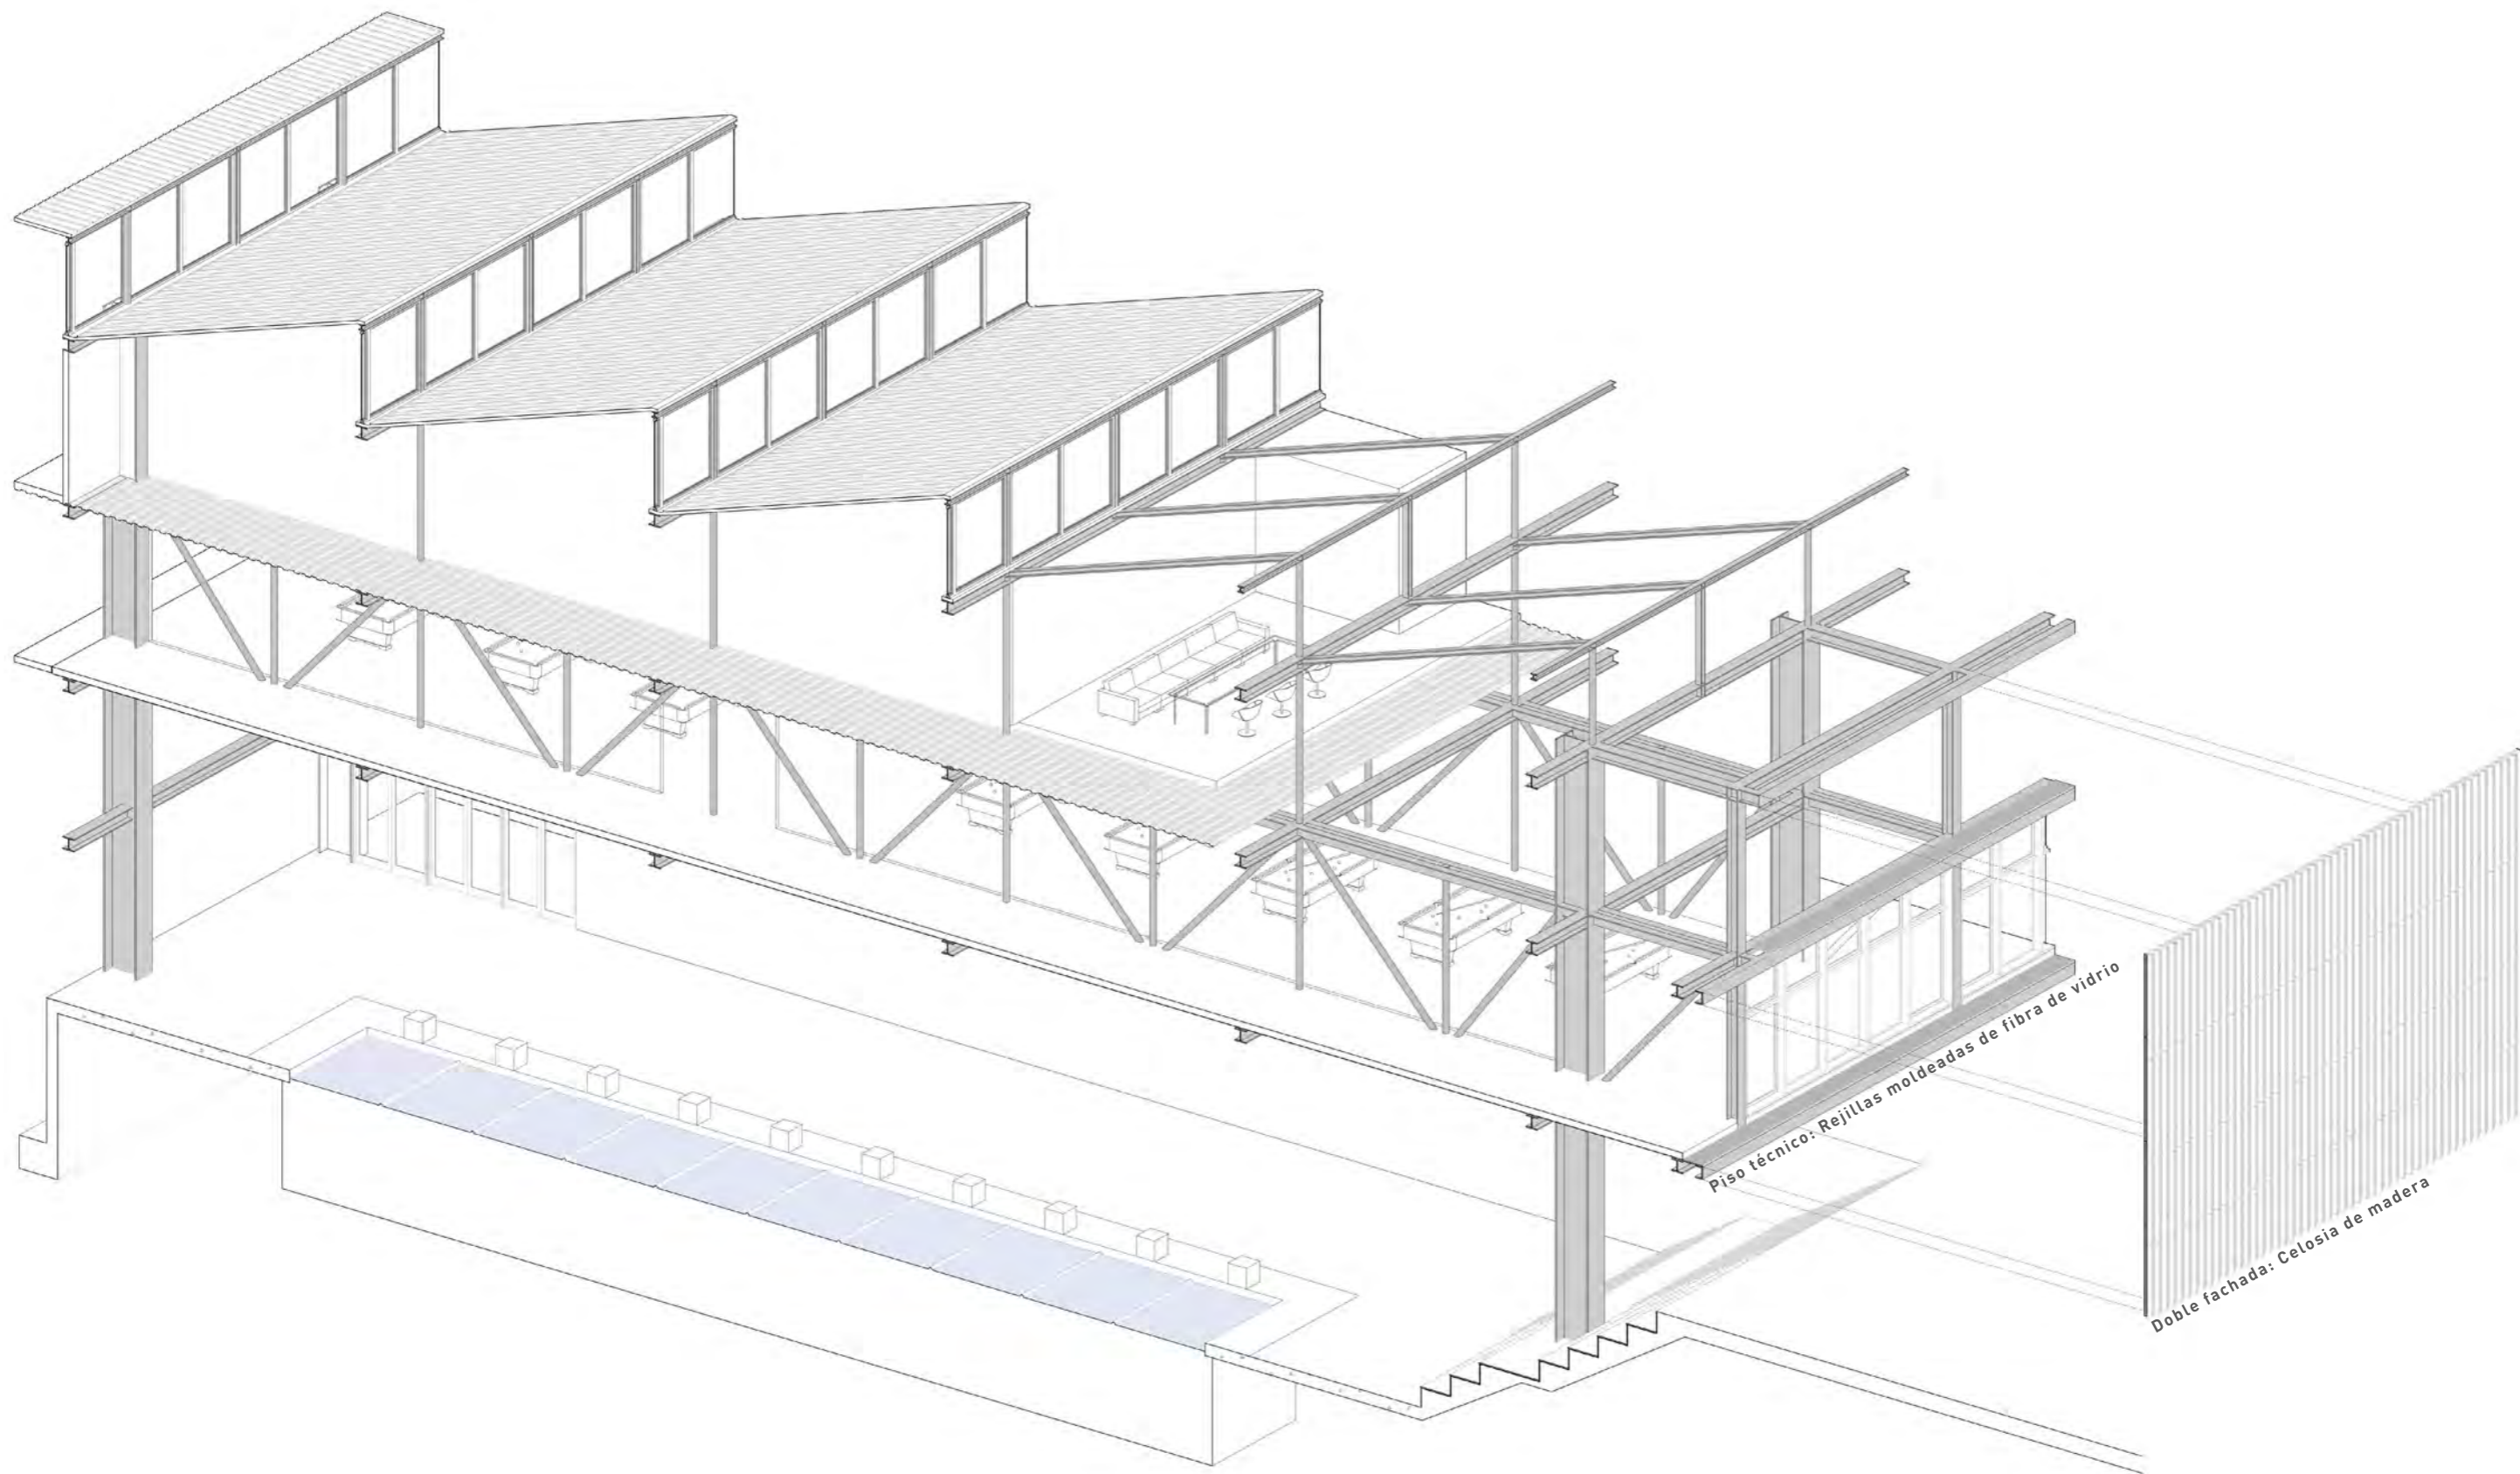 Piso técnico: Rejillas moldeadas de fibra de vidrio
Doble fachada: Celosia de madera